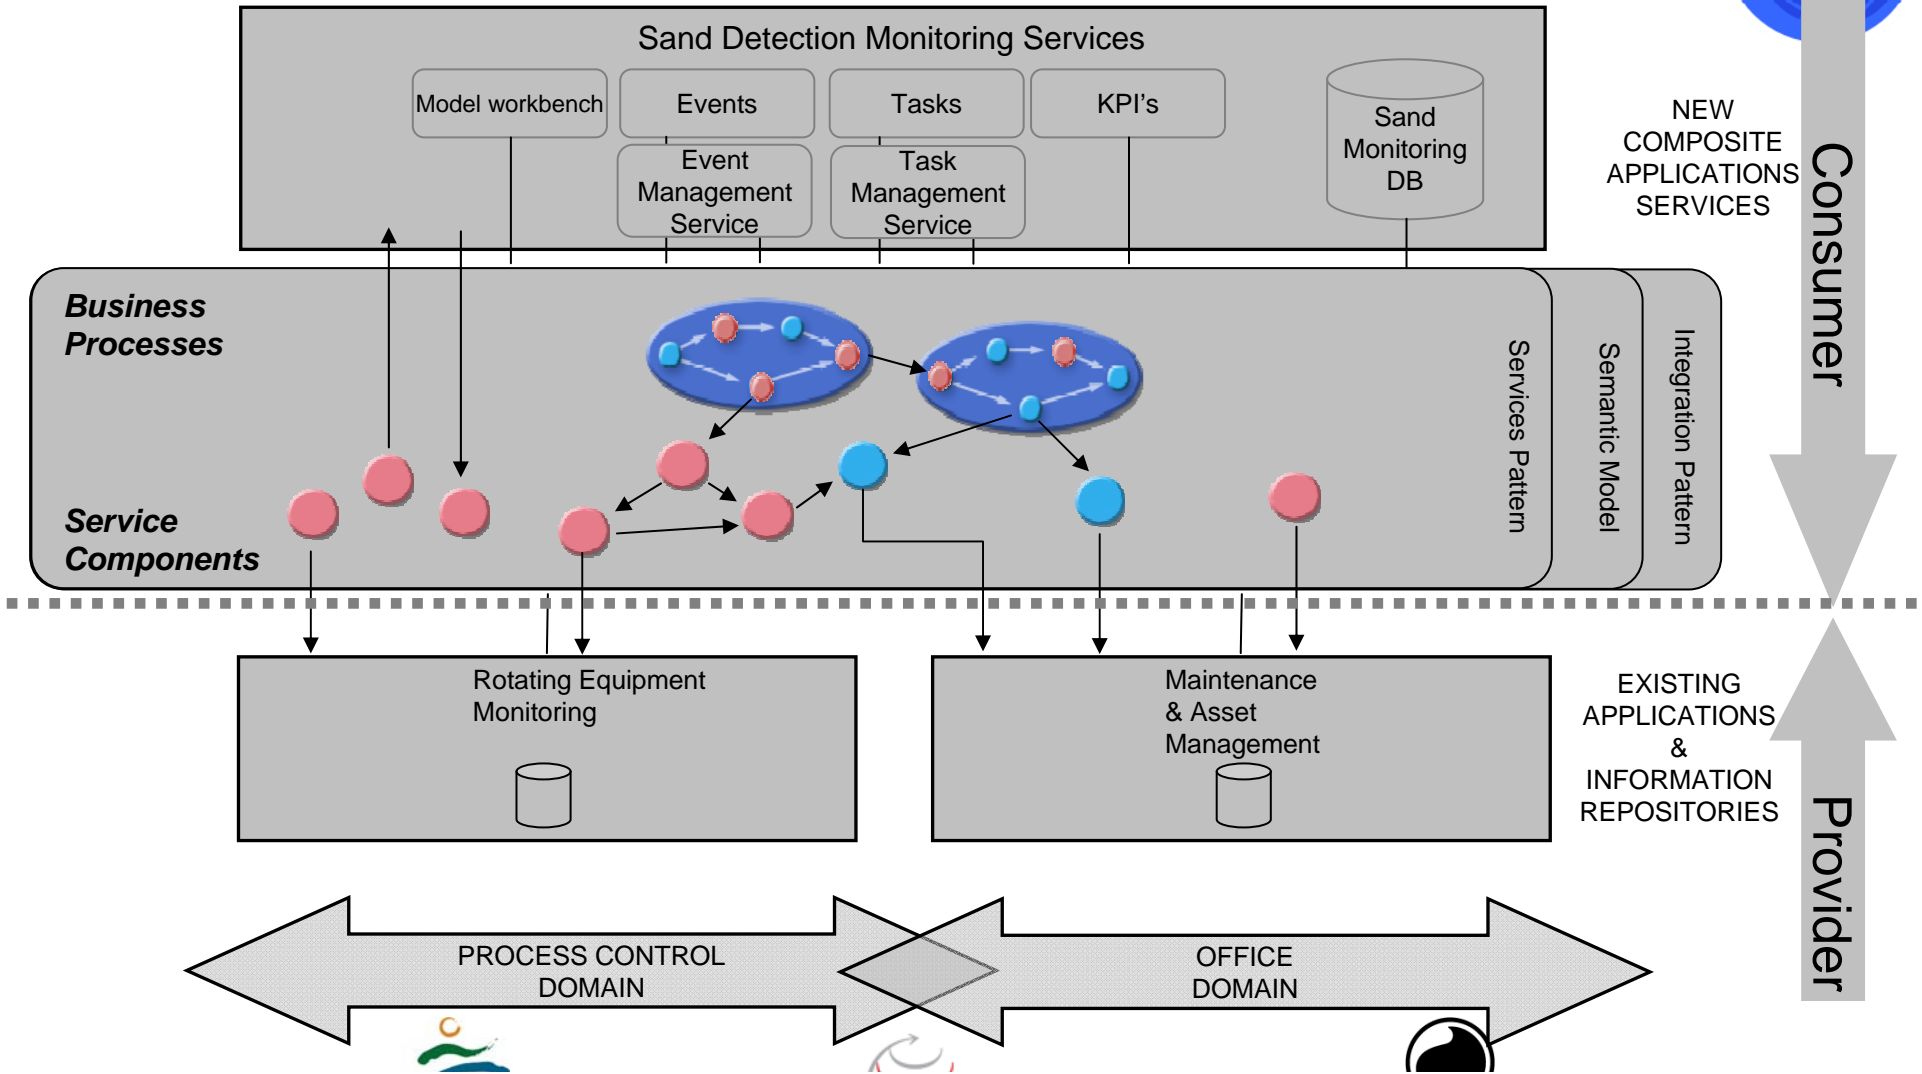 Sand Detection Monitoring Services
Model workbench
Events
Tasks
KPI's
Event
Management
Service
Task
Management
Service
Sand
Monitoring
DB
NEW
COMPOSITE
APPLICATIONS
SERVICES
Consumer
Business
Processes
Service
Components
Services Pattern
Semantic Model
Integration Pattern
Rotating Equipment
Monitoring
Maintenance
& Asset
Management
EXISTING
APPLICATIONS
&
INFORMATION
REPOSITORIES
Provider
PROCESS CONTROL
DOMAIN
OFFICE
DOMAIN